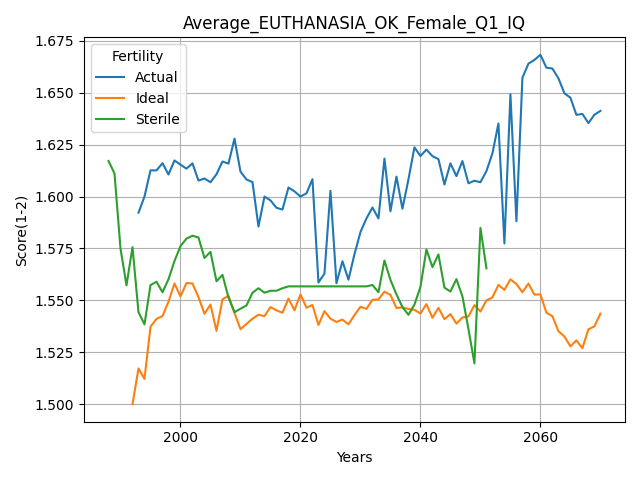 Average_EUTHANASIA_OK_Female_Q1_IQ
Fertility
Actual
Ideal
Sterile
Score(1-2)
1.675
1.650
1.625
1.600
1.575
1.550
1.525
1.500
2000 2020 2040 2060
Years